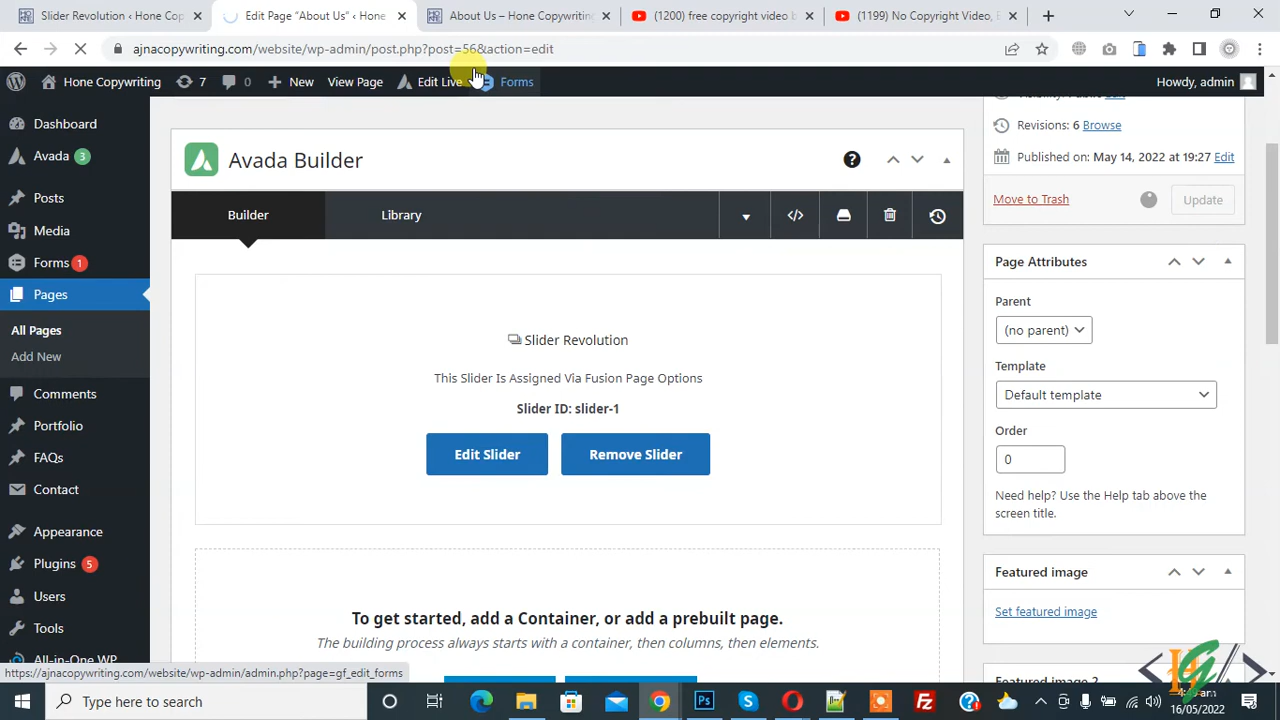 Slider Revolution ‹ Hone Copyw
Edit Page “About Us” ‹ Hone
About Us – Hone Copywriting
(1200) free copyright video b
(1199) No Copyright Video,
ajnacopywriting.com/website/wp-admin/post.php?post=56&action=edit
Hone Copywriting 7 0 New View Page Edit Live Forms Howdy, admin
Dashboard
Avada 3
Posts
Media
Forms 1
Pages
All Pages
Add New
Comments
Portfolio
FAQs
Contact
Appearance
Plugins 5
Users
Tools
All-in-One WP
Avada Builder
Builder Library
Slider Revolution
This Slider Is Assigned Via Fusion Page Options
Slider ID: slider-1
Edit Slider Remove Slider
To get started, add a Container, or add a prebuilt page.
The building process always starts with a container, then columns, then elements.
Revisions: 6 Browse
Published on: May 14, 2022 at 19:27 Edit
Move to Trash Update
Page Attributes
Parent
(no parent)
Template
Default template
Order
0
Need help? Use the Help tab above the
screen title.
Featured image
Set featured image
Featured image 2
https://ajnacopywriting.com/website/wp-admin/admin.php?page=gf_edit_forms
Type here to search
16/05/2022